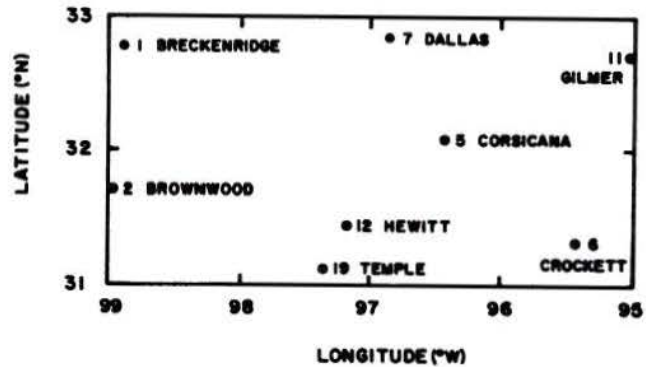 33
1 BRECKENRIDGE
7 DALLAS
11
GILMER
LATITUDE (°N)
32
5 CORSICANA
2 BROWNWOOD
12 HEWITT
6
CROCKETT
19 TEMPLE
31
99
98
97
96
95
LONGITUDE (°W)